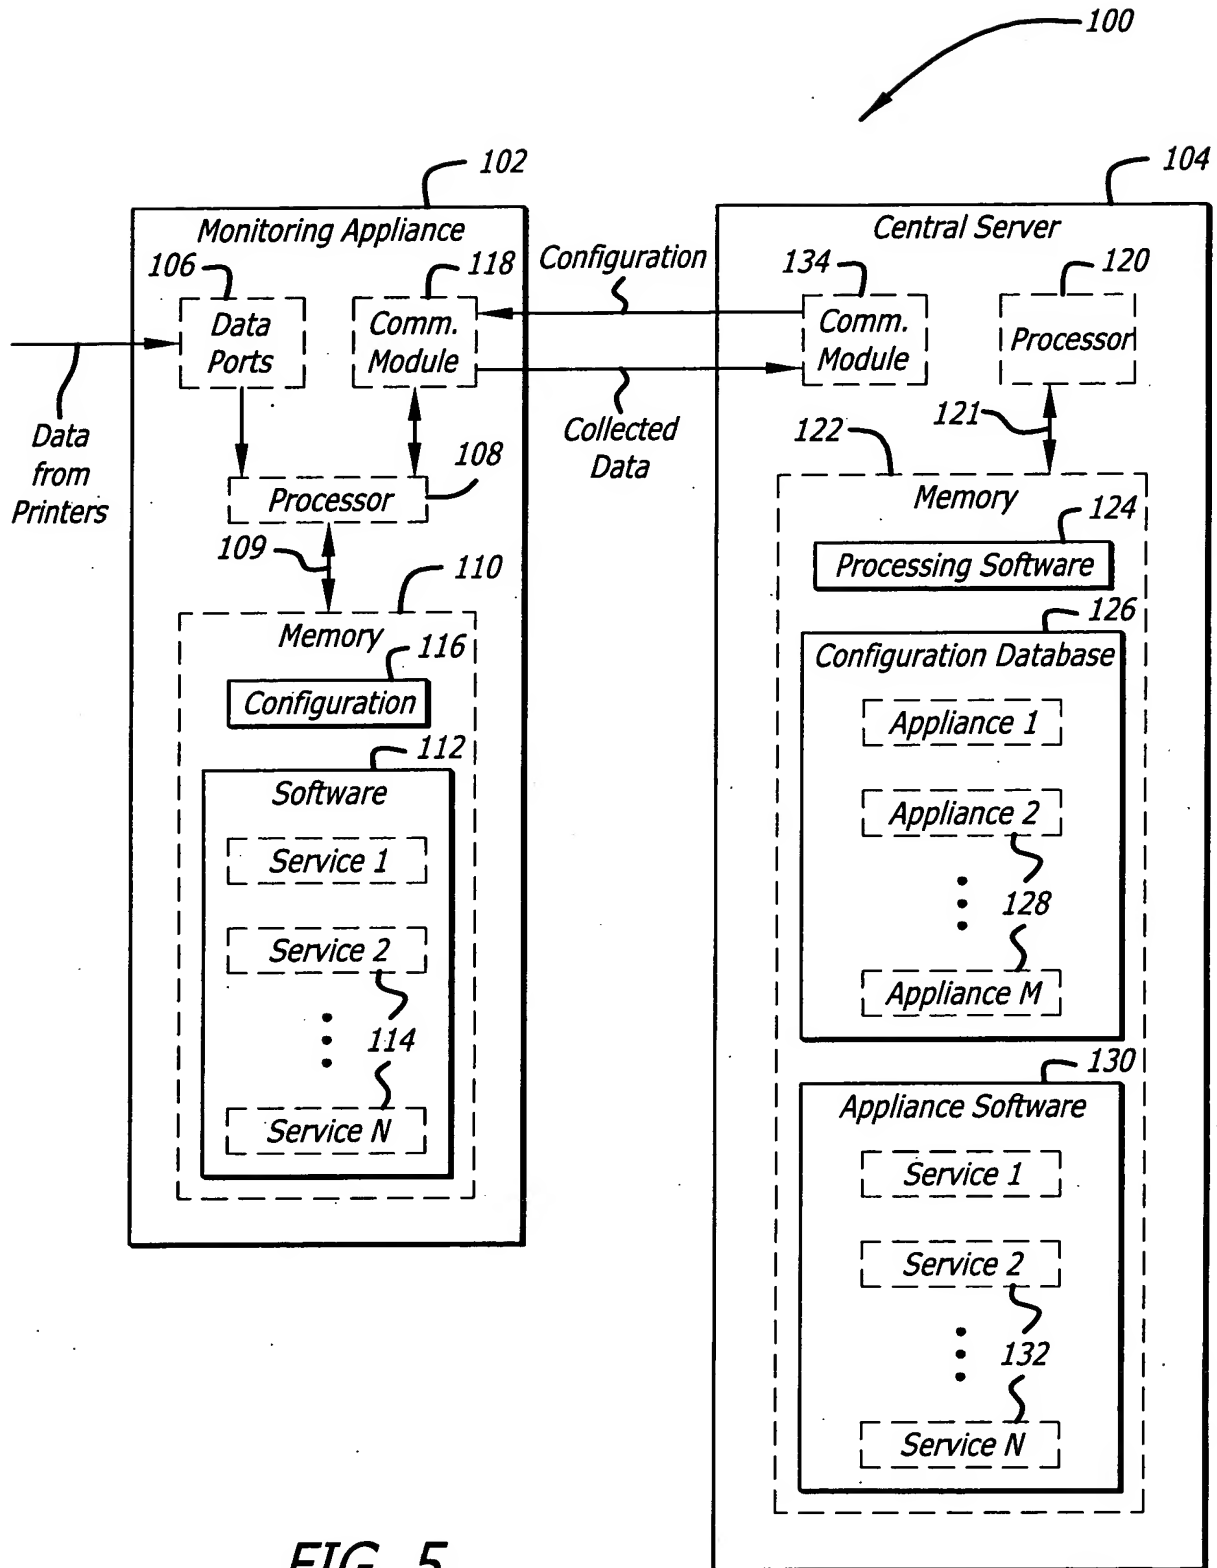 100
102
Monitoring Appliance
106
118
Data
Ports
Comm.
Module
Data
from
Printers
108
Processor
109
110
Memory
116
Configuration
112
Software
Service 1
Service 2
114
Service N
Configuration
Collected
Data
104
Central Server
134
120
Comm.
Module
Processor
121
122
Memory
124
Processing Software
126
Configuration Database
Appliance 1
Appliance 2
128
Appliance M
130
Appliance Software
Service 1
Service 2
132
Service N
FIG. 5